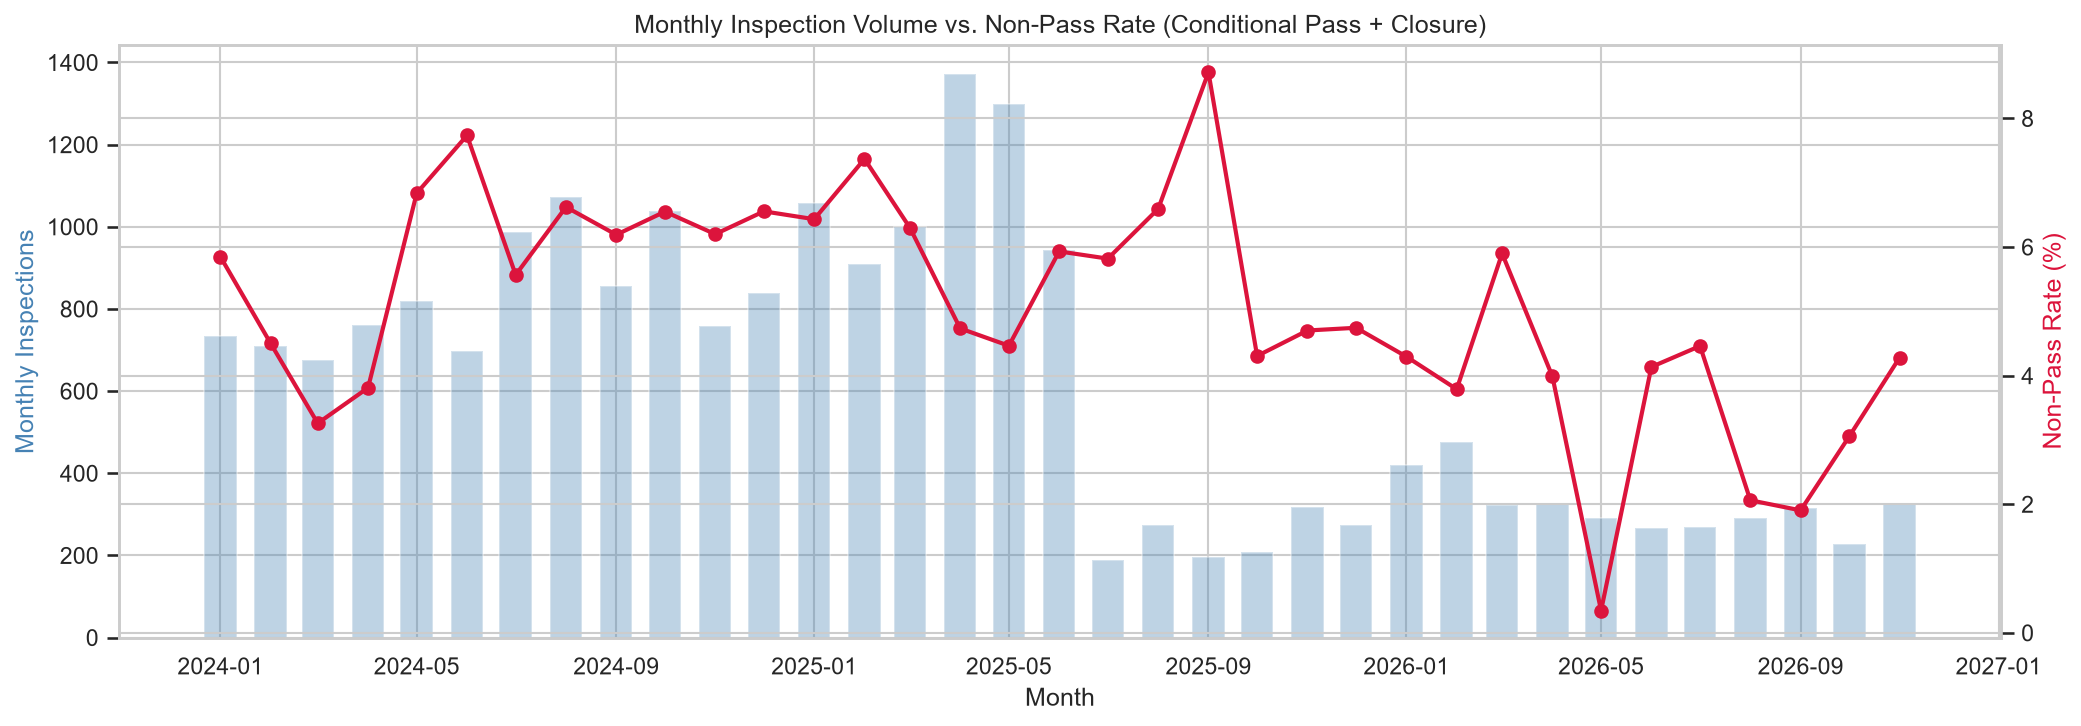 Monthly Inspection Volume vs. Non-Pass Rate (Conditional Pass + Closure)
Monthly Inspections
1400
1200
1000
800
600
400
200
0
8
6
4
2
0
Non-Pass Rate (%)
2024-01 2024-05 2024-09 2025-01 2025-05 2025-09 2026-01 2026-05 2026-09 2027-01
Month